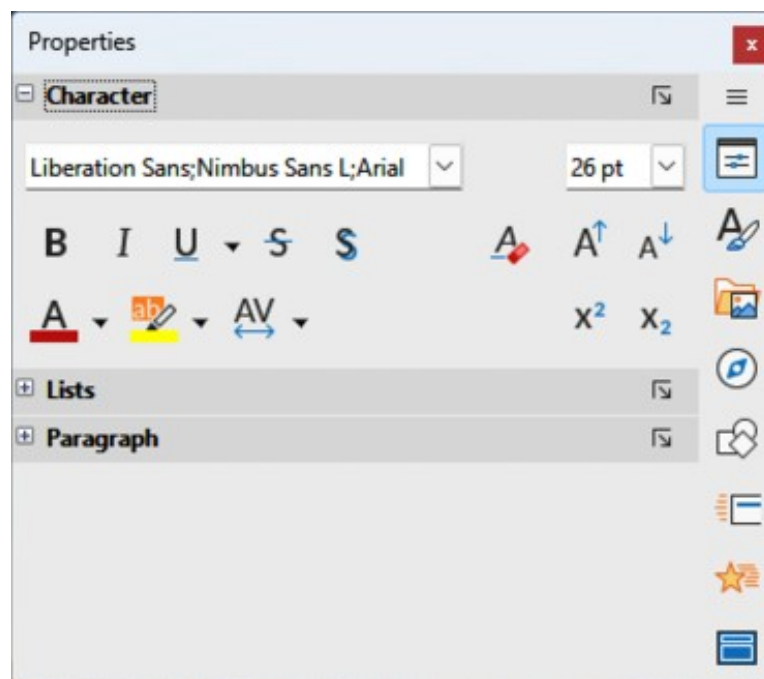 Properties
Character
Liberation Sans;Nimbus Sans L;Arial 26 pt
B I U S S A A A
A ab AV X² X₂
Lists
Paragraph